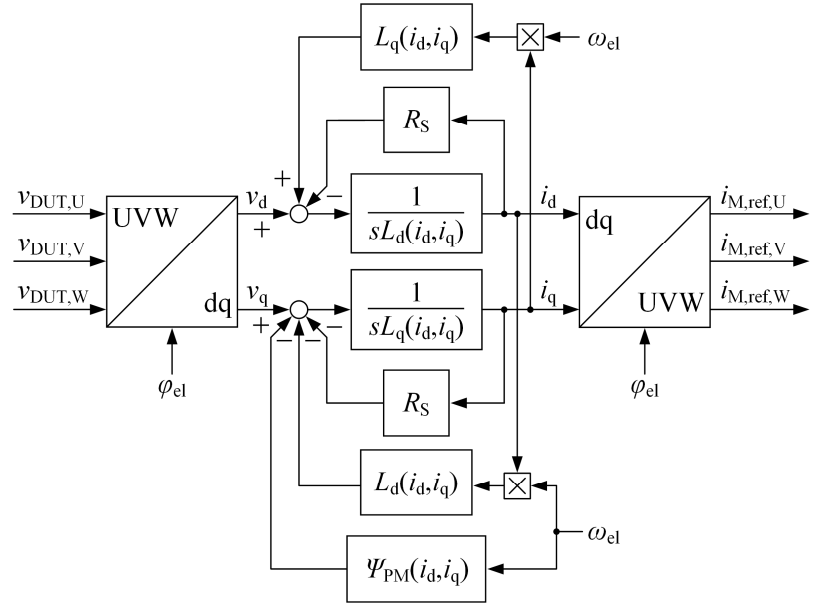 L_q(i_d,i_q)
ω_el
R_S
+
−
v_DUT,U
UVW
v_d
+
1
sL_d(i_d,i_q)
i_d
dq
i_M,ref,U
v_DUT,V
i_M,ref,V
v_DUT,W
dq
v_q
+
−
−
−
1
sL_q(i_d,i_q)
i_q
UVW
i_M,ref,W
φ_el
φ_el
R_S
L_d(i_d,i_q)
ω_el
Ψ_PM(i_d,i_q)